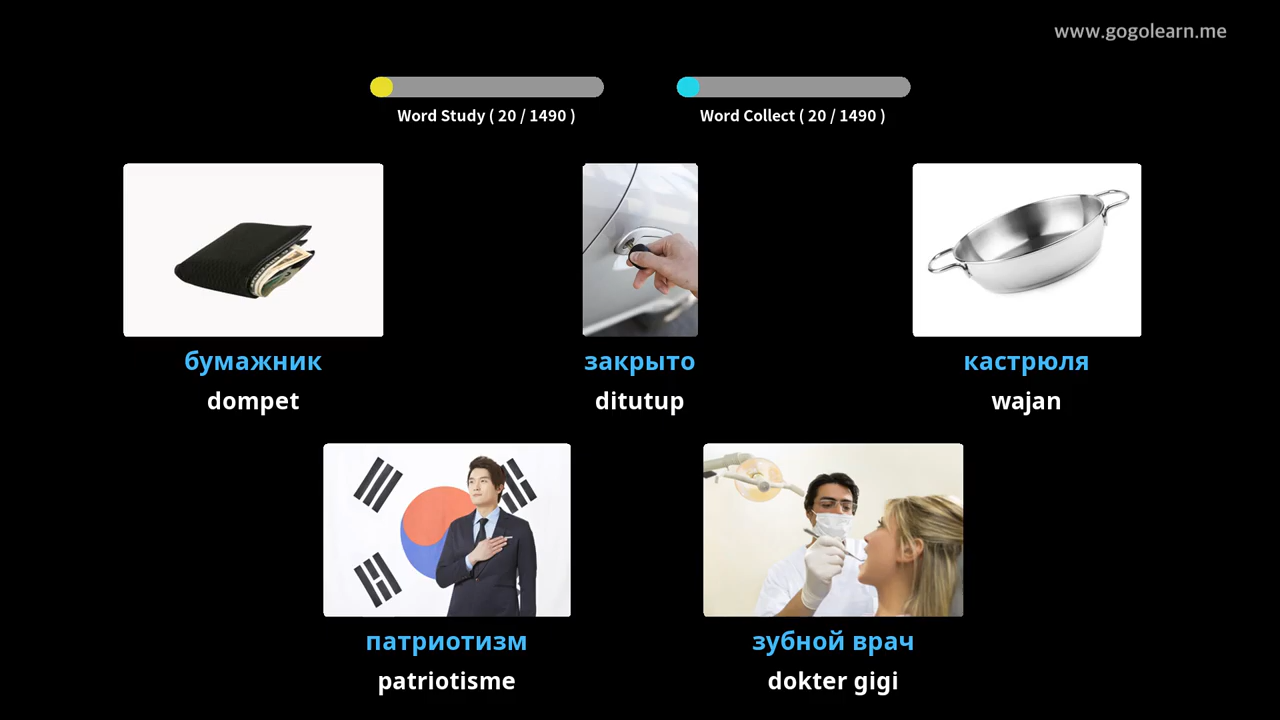 www.gogolearn.me
Word Study ( 20 / 1490 )
Word Collect ( 20 / 1490 )
бумажник
dompet
закрыто
ditutup
кастрюля
wajan
патриотизм
patriotisme
зубной врач
dokter gigi